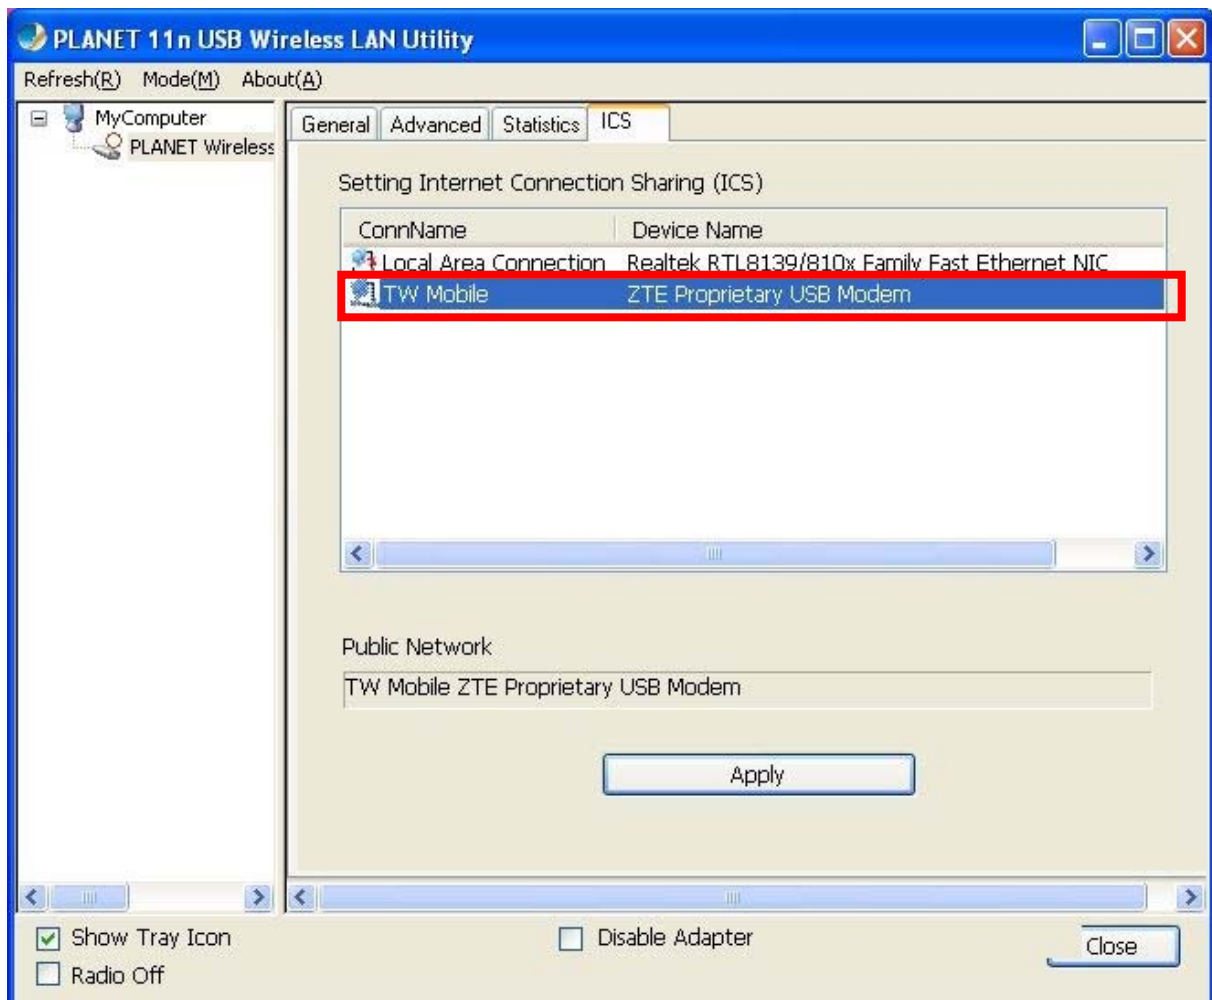 PLANET 11n USB Wireless LAN Utility
Refresh(R) Mode(M) About(A)
MyComputer
PLANET Wireless
General Advanced Statistics ICS
Setting Internet Connection Sharing (ICS)
ConnName Device Name
Local Area Connection Realtek RTL8139/810x Family Fast Ethernet NIC
TW Mobile ZTE Proprietary USB Modem
Public Network
TW Mobile ZTE Proprietary USB Modem
Apply
Show Tray Icon Disable Adapter Close
Radio Off